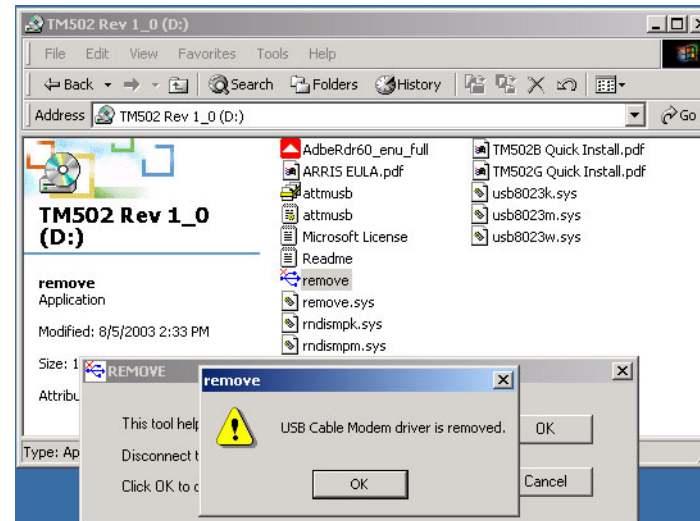 TM502 Rev 1_0 (D:)
File Edit View Favorites Tools Help
Back Search Folders History
Address TM502 Rev 1_0 (D:) Go
TM502 Rev 1_0
(D:)
remove
Application
Modified: 8/5/2003 2:33 PM
Size: 1
Attribu
Type: Ap
AdbeRdr60_enu_full
ARRIS EULA.pdf
attmusb
attmusb
Microsoft License
Readme
remove
remove.sys
rndismpk.sys
rndismpm.sys
TM502B Quick Install.pdf
TM502G Quick Install.pdf
usb8023k.sys
usb8023m.sys
usb8023w.sys
REMOVE
This tool help
Disconnect t
Click OK to c
OK
Cancel
remove
USB Cable Modem driver is removed.
OK